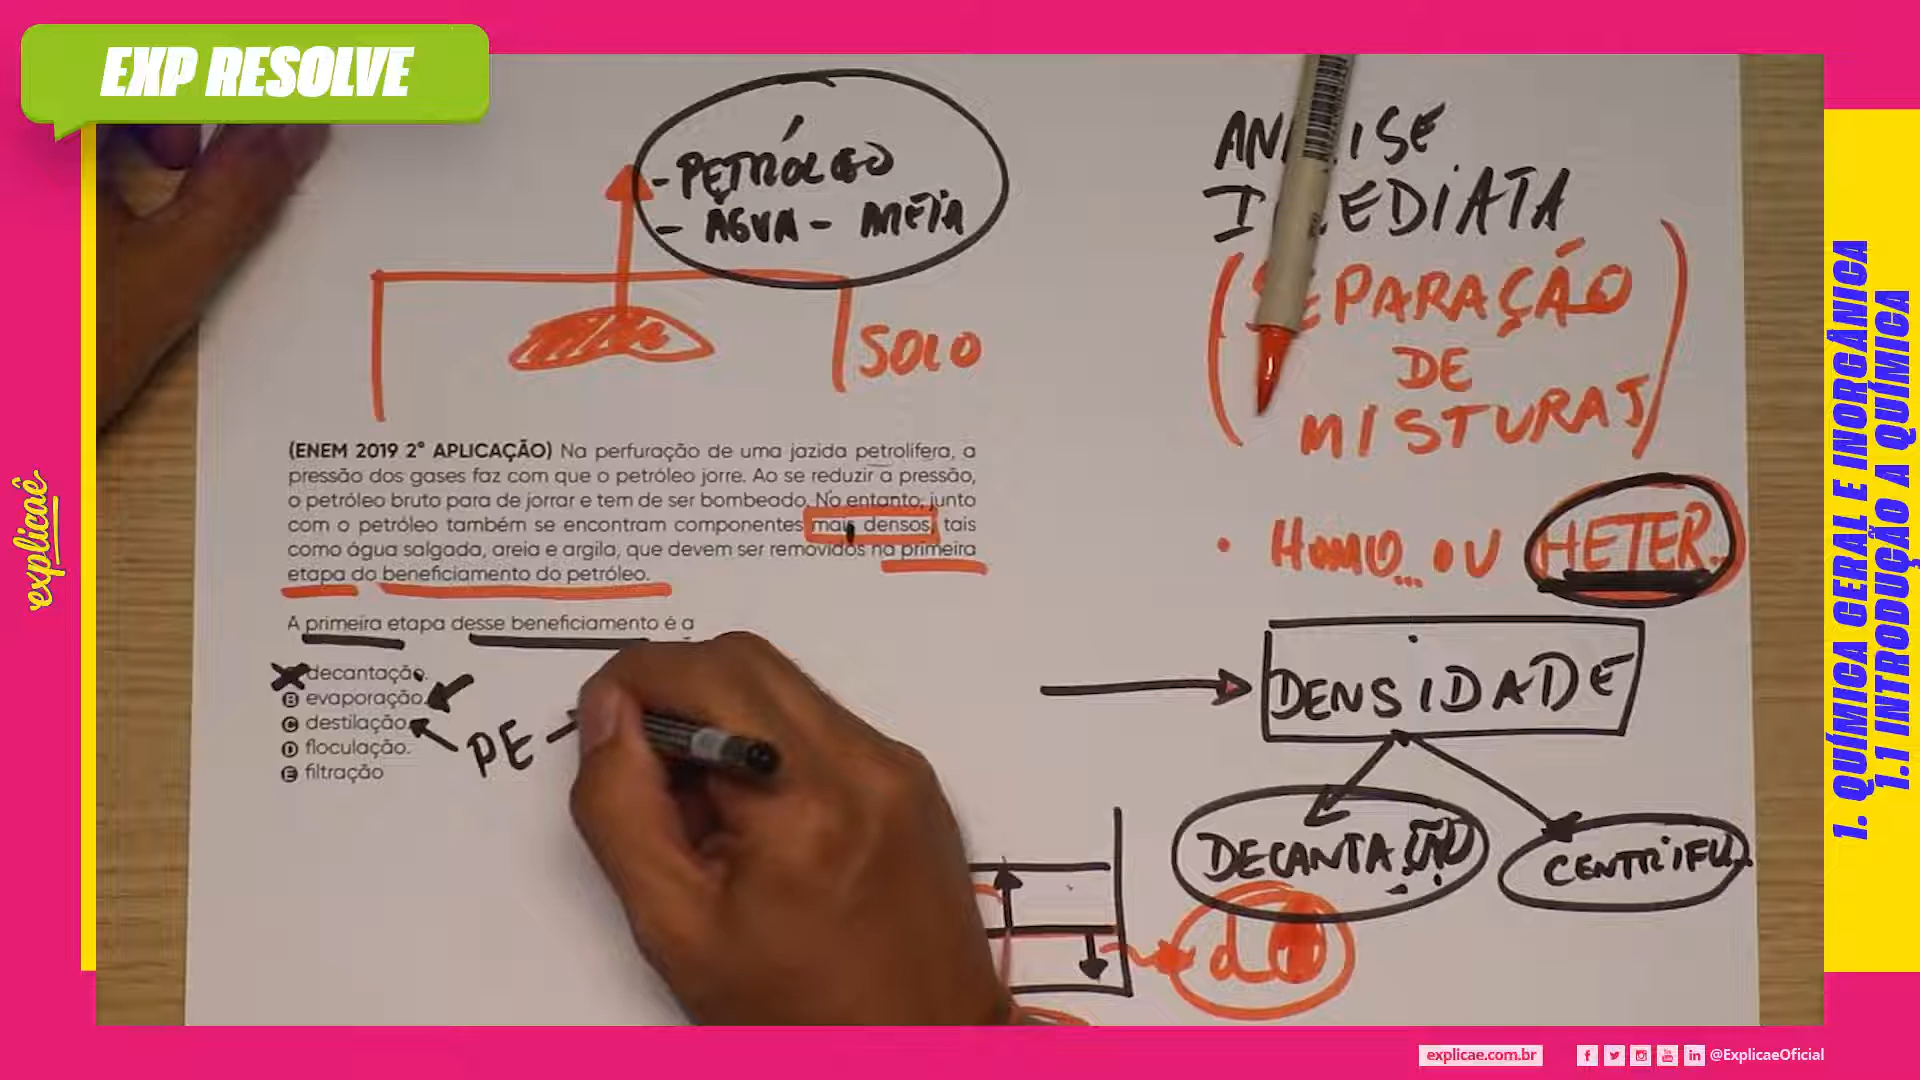 EXP RESOLVE
- PETRÓLEO
- ÁGUA - AREIA
SOLO
IMEDIATA
DE
MISTURAS
• HOMO... OU HETER.
DENSIDADE
DECANTAÇÃO
CENTRIFU..
d
(ENEM 2019 2° APLICAÇÃO) Na perfuração de uma jazida petrolífera, a
pressão dos gases faz com que o petróleo jorre. Ao se reduzir a pressão,
o petróleo bruto para de jorrar e tem de ser bombeado. No entanto, junto
com o petróleo também se encontram componentes mais densos, tais
como água salgada, areia e argila, que devem ser removidos na primeira
etapa do beneficiamento do petróleo.
A primeira etapa desse beneficiamento é a
decantação.
B evaporação.
C destilação.
D floculação.
E filtração
PE
explicaê
1. QUÍMICA GERAL E INORGÂNICA
1.1 INTRODUÇÃO A QUÍMICA
explicae.com.br
@ExplicaeOficial